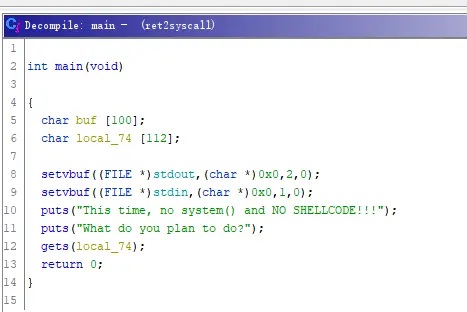 Decompile: main - (ret2syscall)
1
2 int main(void)
3
4 {
5 char buf [100];
6 char local_74 [112];
7
8 setvbuf((FILE *)stdout,(char *)0x0,2,0);
9 setvbuf((FILE *)stdin,(char *)0x0,1,0);
10 puts("This time, no system() and NO SHELLCODE!!!");
11 puts("What do you plan to do?");
12 gets(local_74);
13 return 0;
14 }
15